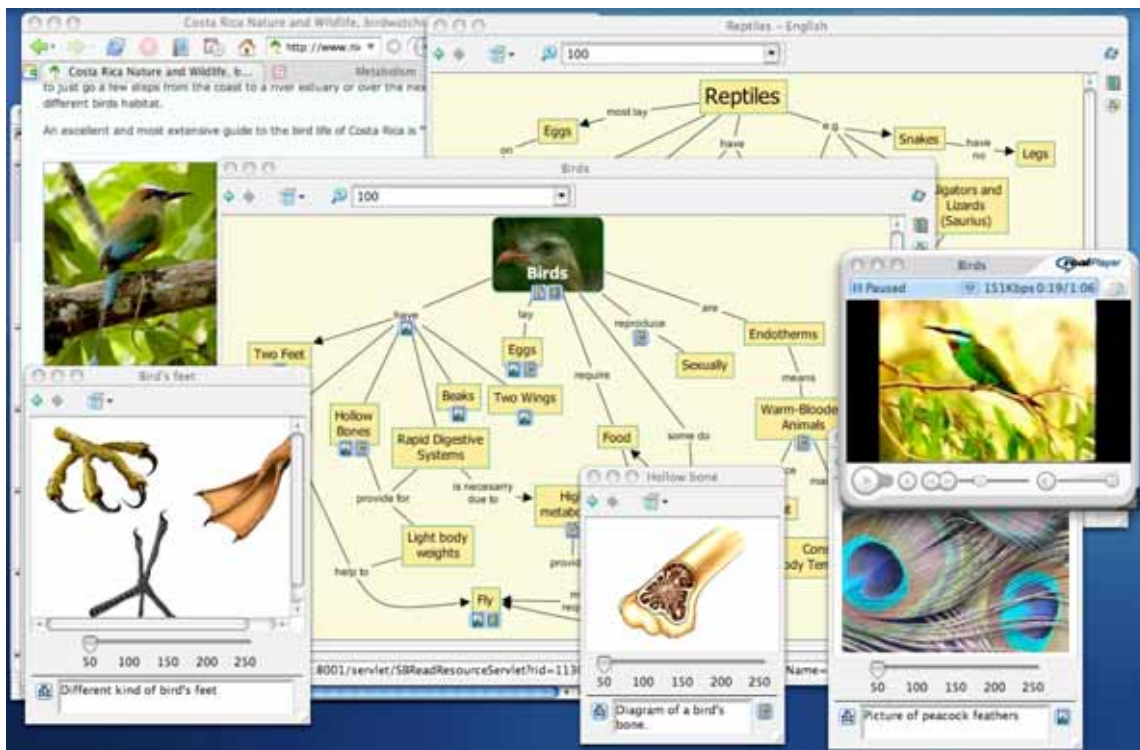 Costa Rica Nature and Wildlife, birdwatch
http://www.
Costa Rica Nature and Wildlife, b...
Metabolism
to just go a few steps from the coast to a river estuary or over the
different birds habitat.
An excellent and most extensive guide to the bird life of Costa Rica is
Reptiles - English
100
Reptiles
most lay
Eggs
on
have
e.g.
Snakes
have
no
Legs
Lizards
(Saurius)
Birds
100
Birds
have
lay
reproduce
are
Two Feet
Eggs
require
Sexually
Endotherms
means
Hollow
Bones
Beaks
Two Wings
Warm-Blooded
Animals
Rapid Digestive
Systems
Food
some do
provide for
is necesarry
due to
Light body
weights
help to
Fly
:8001/servlet/SBReadResourceServlet?rid=113
Name=
Birds
realPlayer
Paused
151Kbps 0:19/1:06
Bird's feet
50 100 150 200 250
Different kind of bird's feet
Hollow bone
50 100 150 200 250
Diagram of a bird's
bone.
50 100 150 200 250
Picture of peacock feathers